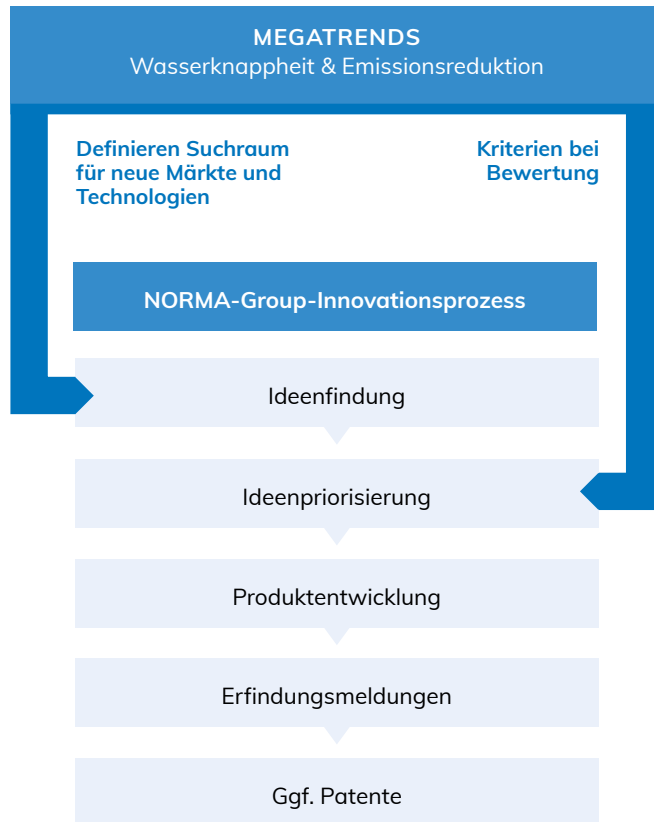 MEGATRENDS
Wasserknappheit & Emissionsreduktion
Definieren Suchraum
für neue Märkte und
Technologien
Kriterien bei
Bewertung
NORMA-Group-Innovationsprozess
Ideenfindung
Ideenpriorisierung
Produktentwicklung
Erfindungsmeldungen
Ggf. Patente